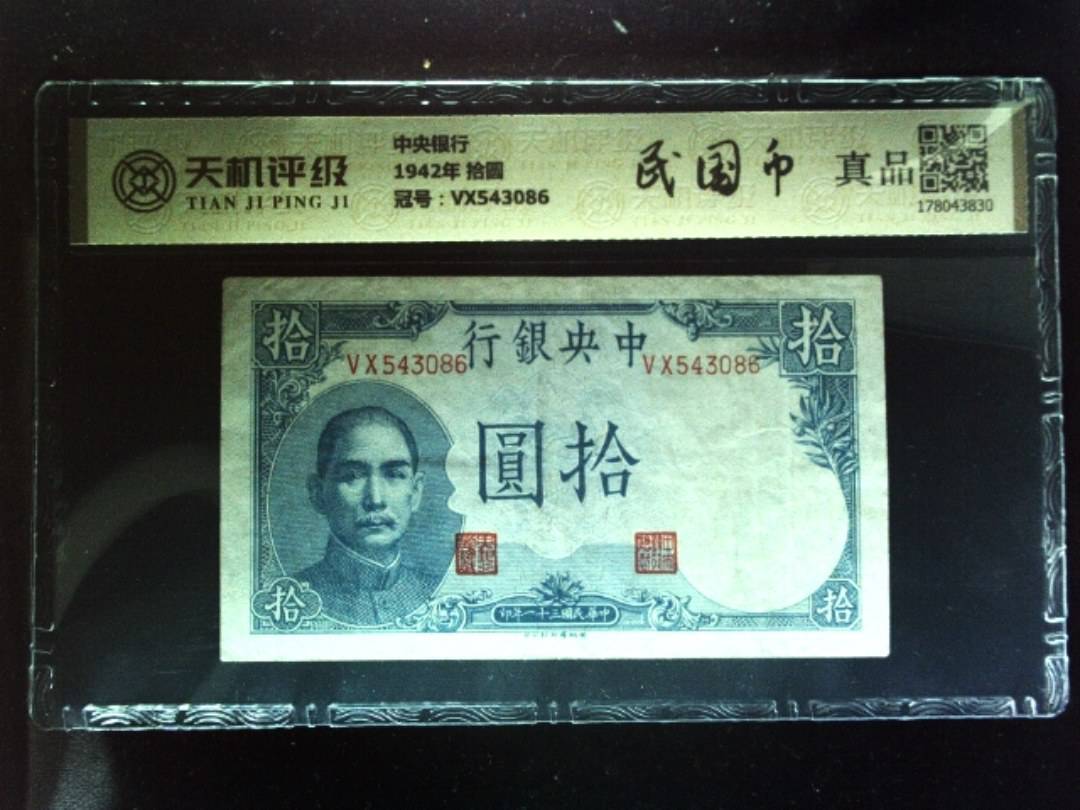 天机评级
TIAN JI PING JI
中央银行
1942年 拾圓
冠号：VX543086
民国币
真品
178043830
拾
拾
行銀央中
VX543086
VX543086
圓拾
印年一十三國民華中
拾
拾